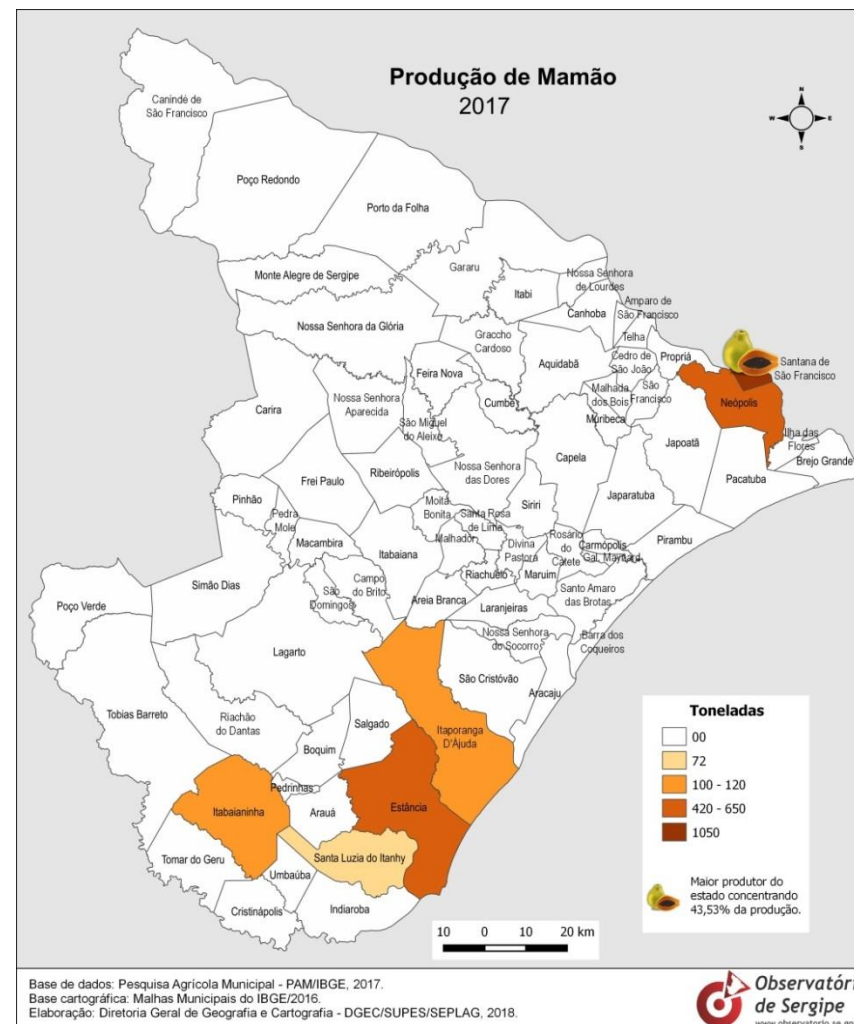 Produção de Mamão
2017
N
W
E
S
Canindé de
São Francisco
Poço Redondo
Porto da Folha
Monte Alegre de Sergipe
Gararu
Nossa Senhora
de Lourdes
Itabi
Canhoba
Amparo de
São Francisco
Nossa Senhora da Glória
Graccho
Cardoso
Telha
Aquidabã
Cedro de
São João
Propriá
Santana de
São Francisco
Feira Nova
Carira
Nossa Senhora
Aparecida
São Miguel
do Aleixo
Cumbe
Malhada
dos Bois
São
Francisco
Neópolis
Muribeca
Ilha das
Flores
Japoatã
Brejo Grande
Frei Paulo
Ribeirópolis
Nossa Senhora
das Dores
Capela
Pacatuba
Pinhão
Pedra
Mole
Moita
Bonita
Siriri
Japaratuba
Santa Rosa
de Lima
Macambira
Itabaiana
Malhador
Divina
Pastora
Rosário
do
Catete
Carmópolis
Gal. Maynard
Pirambu
Simão Dias
São
Domingos
Campo
do Brito
Riachuelo
Maruim
Poço Verde
Areia Branca
Laranjeiras
Santo Amaro
das Brotas
Lagarto
Nossa Senhora
do Socorro
Barra dos
Coqueiros
São Cristóvão
Aracaju
Tobias Barreto
Riachão
do Dantas
Salgado
Itaporanga
D'Ájuda
Boquim
Pedrinhas
Itabaianinha
Arauá
Estância
Tomar do Geru
Santa Luzia do Itanhy
Umbaúba
Cristinápolis
Indiaroba
Toneladas
00
72
100 - 120
420 - 650
1050
Maior produtor do
estado concentrando
43,53% da produção.
10 0 10 20 km
Base de dados: Pesquisa Agrícola Municipal - PAM/IBGE, 2017.
Base cartográfica: Malhas Municipais do IBGE/2016.
Elaboração: Diretoria Geral de Geografia e Cartografia - DGEC/SUPES/SEPLAG, 2018.
Observatóri
de Sergipe